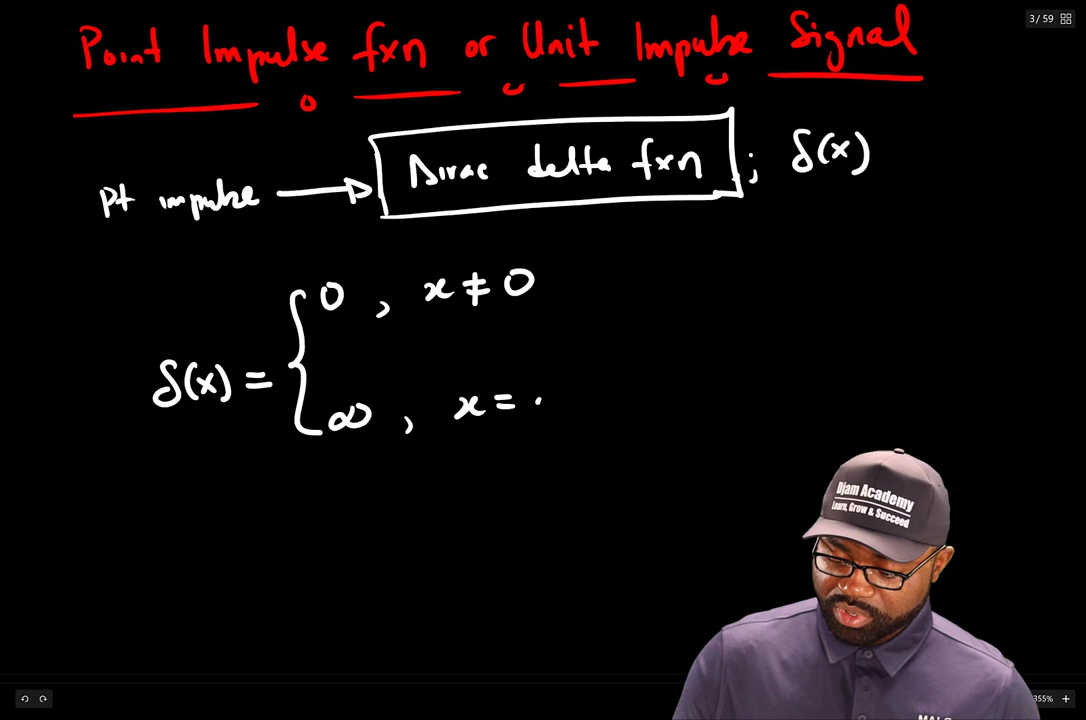 3 / 59
Point Impulse fxn or Unit Impulse Signal
Pt impulse → Dirac delta fxn ; δ(x)
δ(x) = { 0 , x ≠ 0
∞ , x = .
Djam Academy
Learn, Grow & Succeed
355%